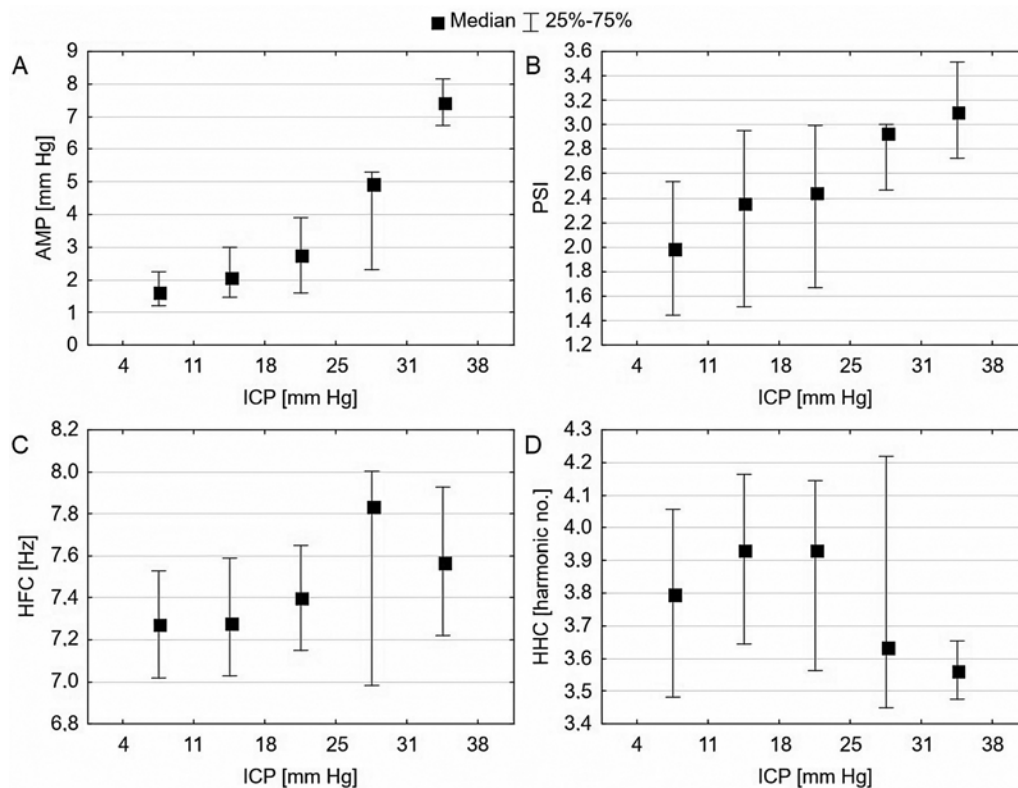 ■ Median 25%-75%
A
AMP [mm Hg]
9
8
7
6
5
4
3
2
1
0
4 11 18 25 31 38
ICP [mm Hg]
B
PSI
3.6
3.4
3.2
3.0
2.8
2.6
2.4
2.2
2.0
1.8
1.6
1.4
1.2
4 11 18 25 31 38
ICP [mm Hg]
C
HFC [Hz]
8.2
8.0
7.8
7.6
7.4
7.2
7.0
6.8
4 11 18 25 31 38
ICP [mm Hg]
D
HHC [harmonic no.]
4.3
4.2
4.1
4.0
3.9
3.8
3.7
3.6
3.5
3.4
4 11 18 25 31 38
ICP [mm Hg]